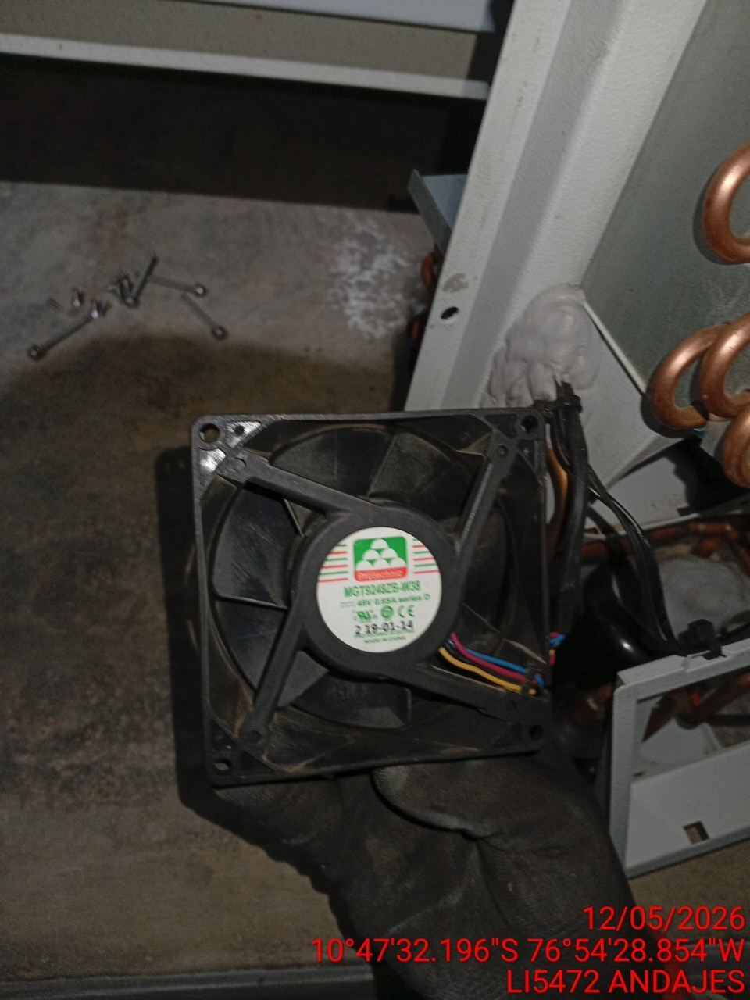 Protechnic
MGT9248ZB-W38
48V 0.85A series D
CE
2 19-01-14
MADE IN CHINA
12/05/2026
10°47'32.196"S 76°54'28.854"W
LI5472 ANDAJES